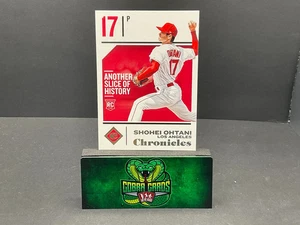 17 P
OHTANI
17
ANOTHER
SLICE OF
HISTORY
RC
SHOHEI OHTANI
LOS ANGELES
Chronicles
COBRA CARDS